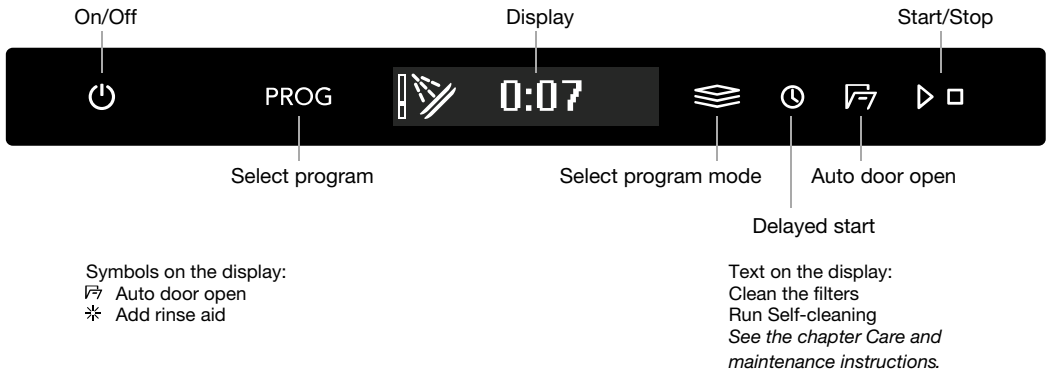 On/Off
Display
Start/Stop
PROG
0:07
Select program
Select program mode
Auto door open
Delayed start
Symbols on the display:
Auto door open
Add rinse aid
Text on the display:
Clean the filters
Run Self-cleaning
See the chapter Care and
maintenance instructions.